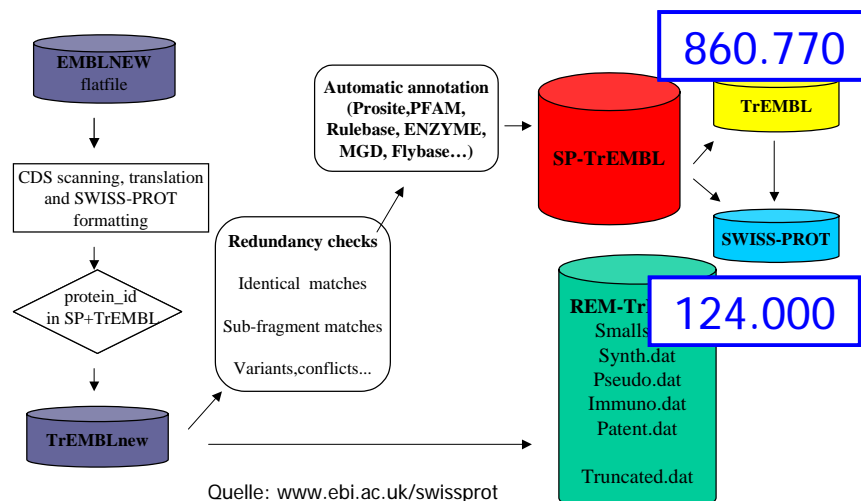 EMBLNEW
flatfile
CDS scanning, translation
and SWISS-PROT
formatting
protein_id
in SP+TrEMBL
TrEMBLnew
Redundancy checks
Identical matches
Sub-fragment matches
Variants,conflicts...
Automatic annotation
(Prosite,PFAM,
Rulebase, ENZYME,
MGD, Flybase…)
SP-TrEMBL
860.770
TrEMBL
SWISS-PROT
124.000
Synth.dat
Pseudo.dat
Immuno.dat
Patent.dat
Truncated.dat
Quelle: www.ebi.ac.uk/swissprot